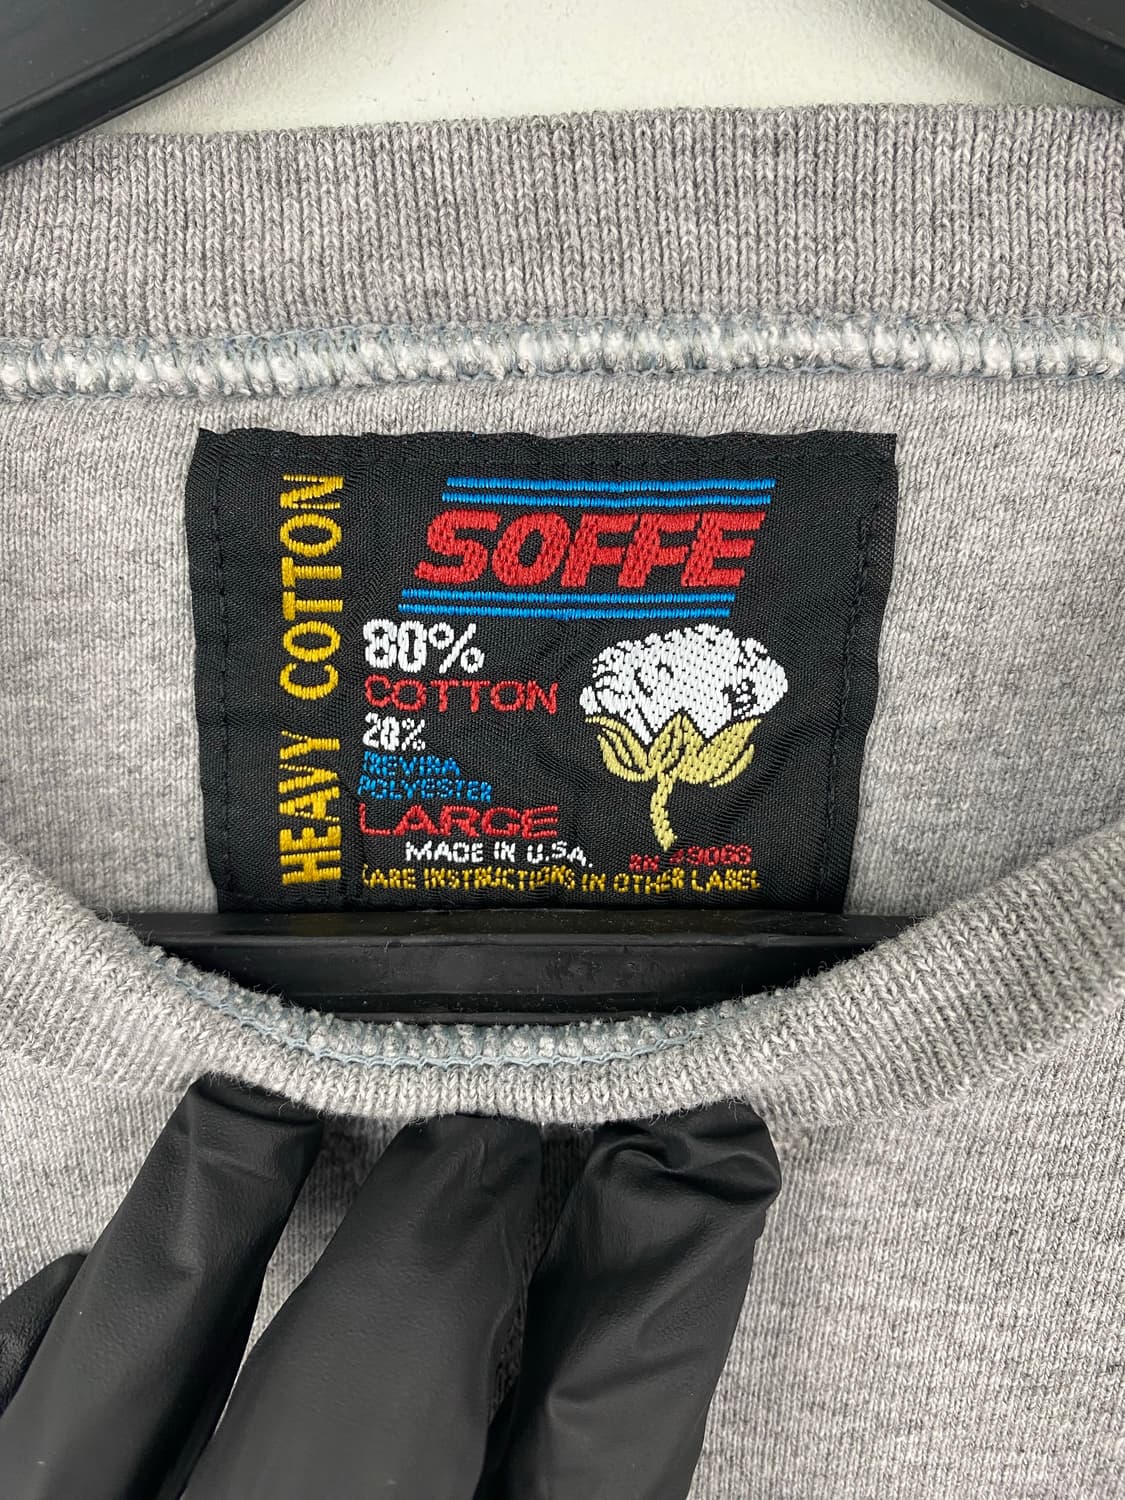 HEAVY COTTON
SOFFE
80%
COTTON
20%
TREVIRA
POLYESTER
LARGE
MADE IN U.S.A.
RN 49066
CARE INSTRUCTIONS IN OTHER LABEL